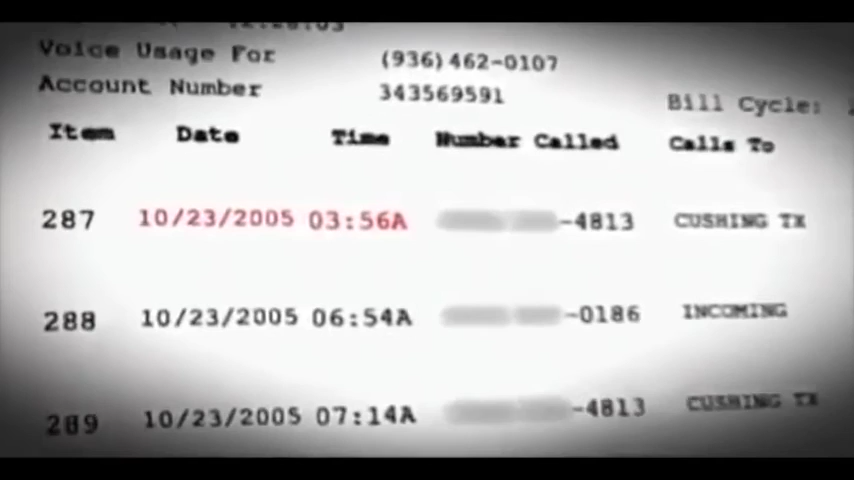 Voice Usage For (936)462-0107
Account Number 343569591 Bill Cycle:
Item Date Time Number Called Calls To
287 10/23/2005 03:56A -4813 CUSHING TX
288 10/23/2005 06:54A -0186 INCOMING
289 10/23/2005 07:14A -4813 CUSHING TX